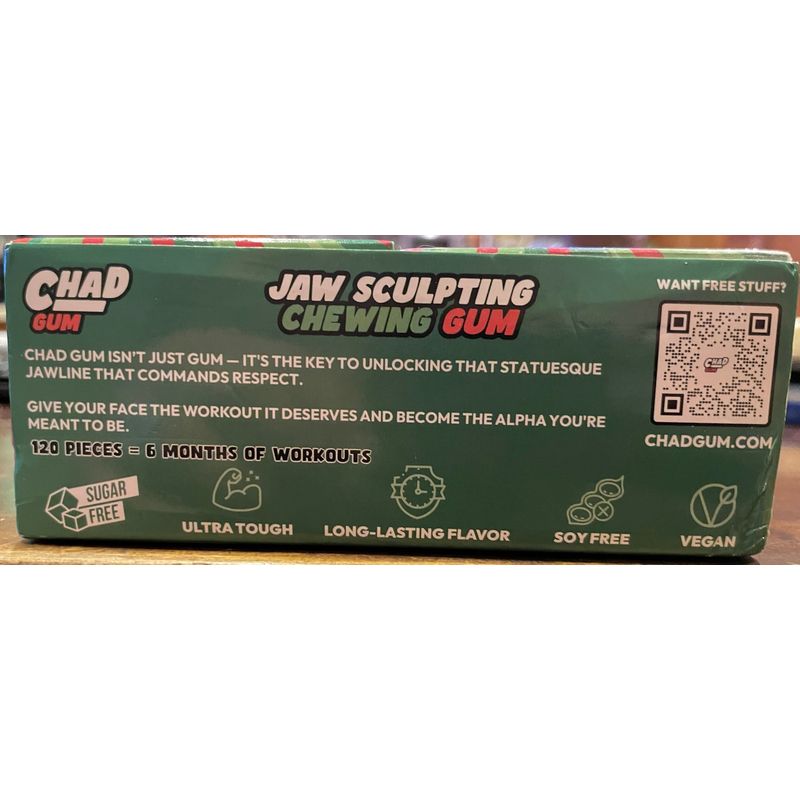 CHAD
GUM
JAW SCULPTING
CHEWING GUM
WANT FREE STUFF?
CHAD GUM ISN'T JUST GUM — IT'S THE KEY TO UNLOCKING THAT STATUESQUE
JAWLINE THAT COMMANDS RESPECT.
GIVE YOUR FACE THE WORKOUT IT DESERVES AND BECOME THE ALPHA YOU'RE
MEANT TO BE.
120 PIECES = 6 MONTHS OF WORKOUTS
CHAD
GUM
CHADGUM.COM
SUGAR
FREE
ULTRA TOUGH
LONG-LASTING FLAVOR
SOY FREE
VEGAN